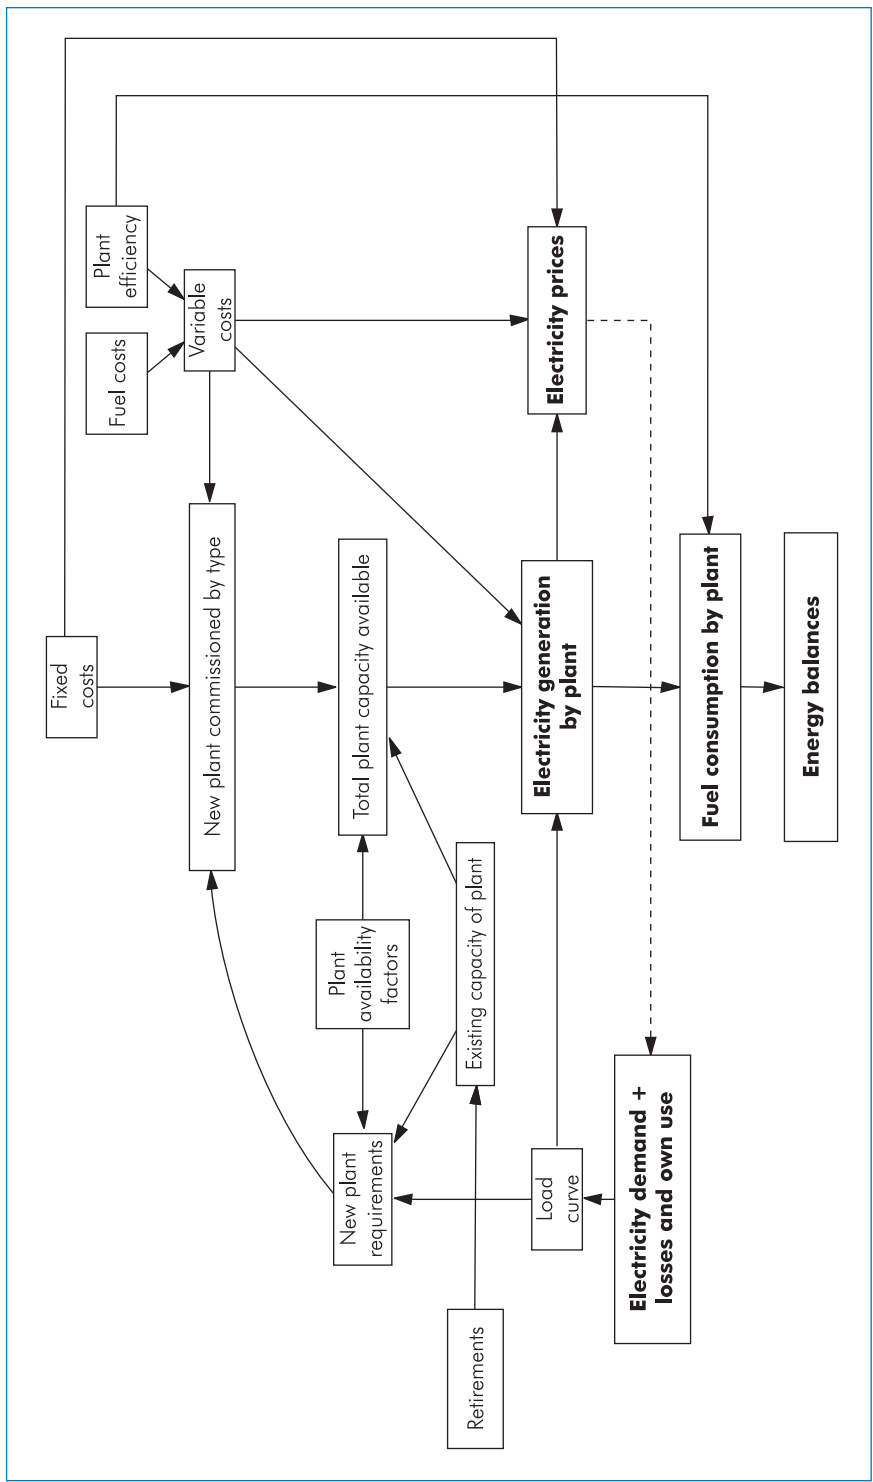 Fixed
costs
Fuel costs
Plant
efficiency
New plant commissioned by type
Variable
costs
New plant
requirements
Plant
availability
factors
Total plant capacity available
Retirements
Existing capacity of plant
Load
curve
Electricity generation
by plant
Electricity prices
Electricity demand +
losses and own use
Fuel consumption by plant
Energy balances